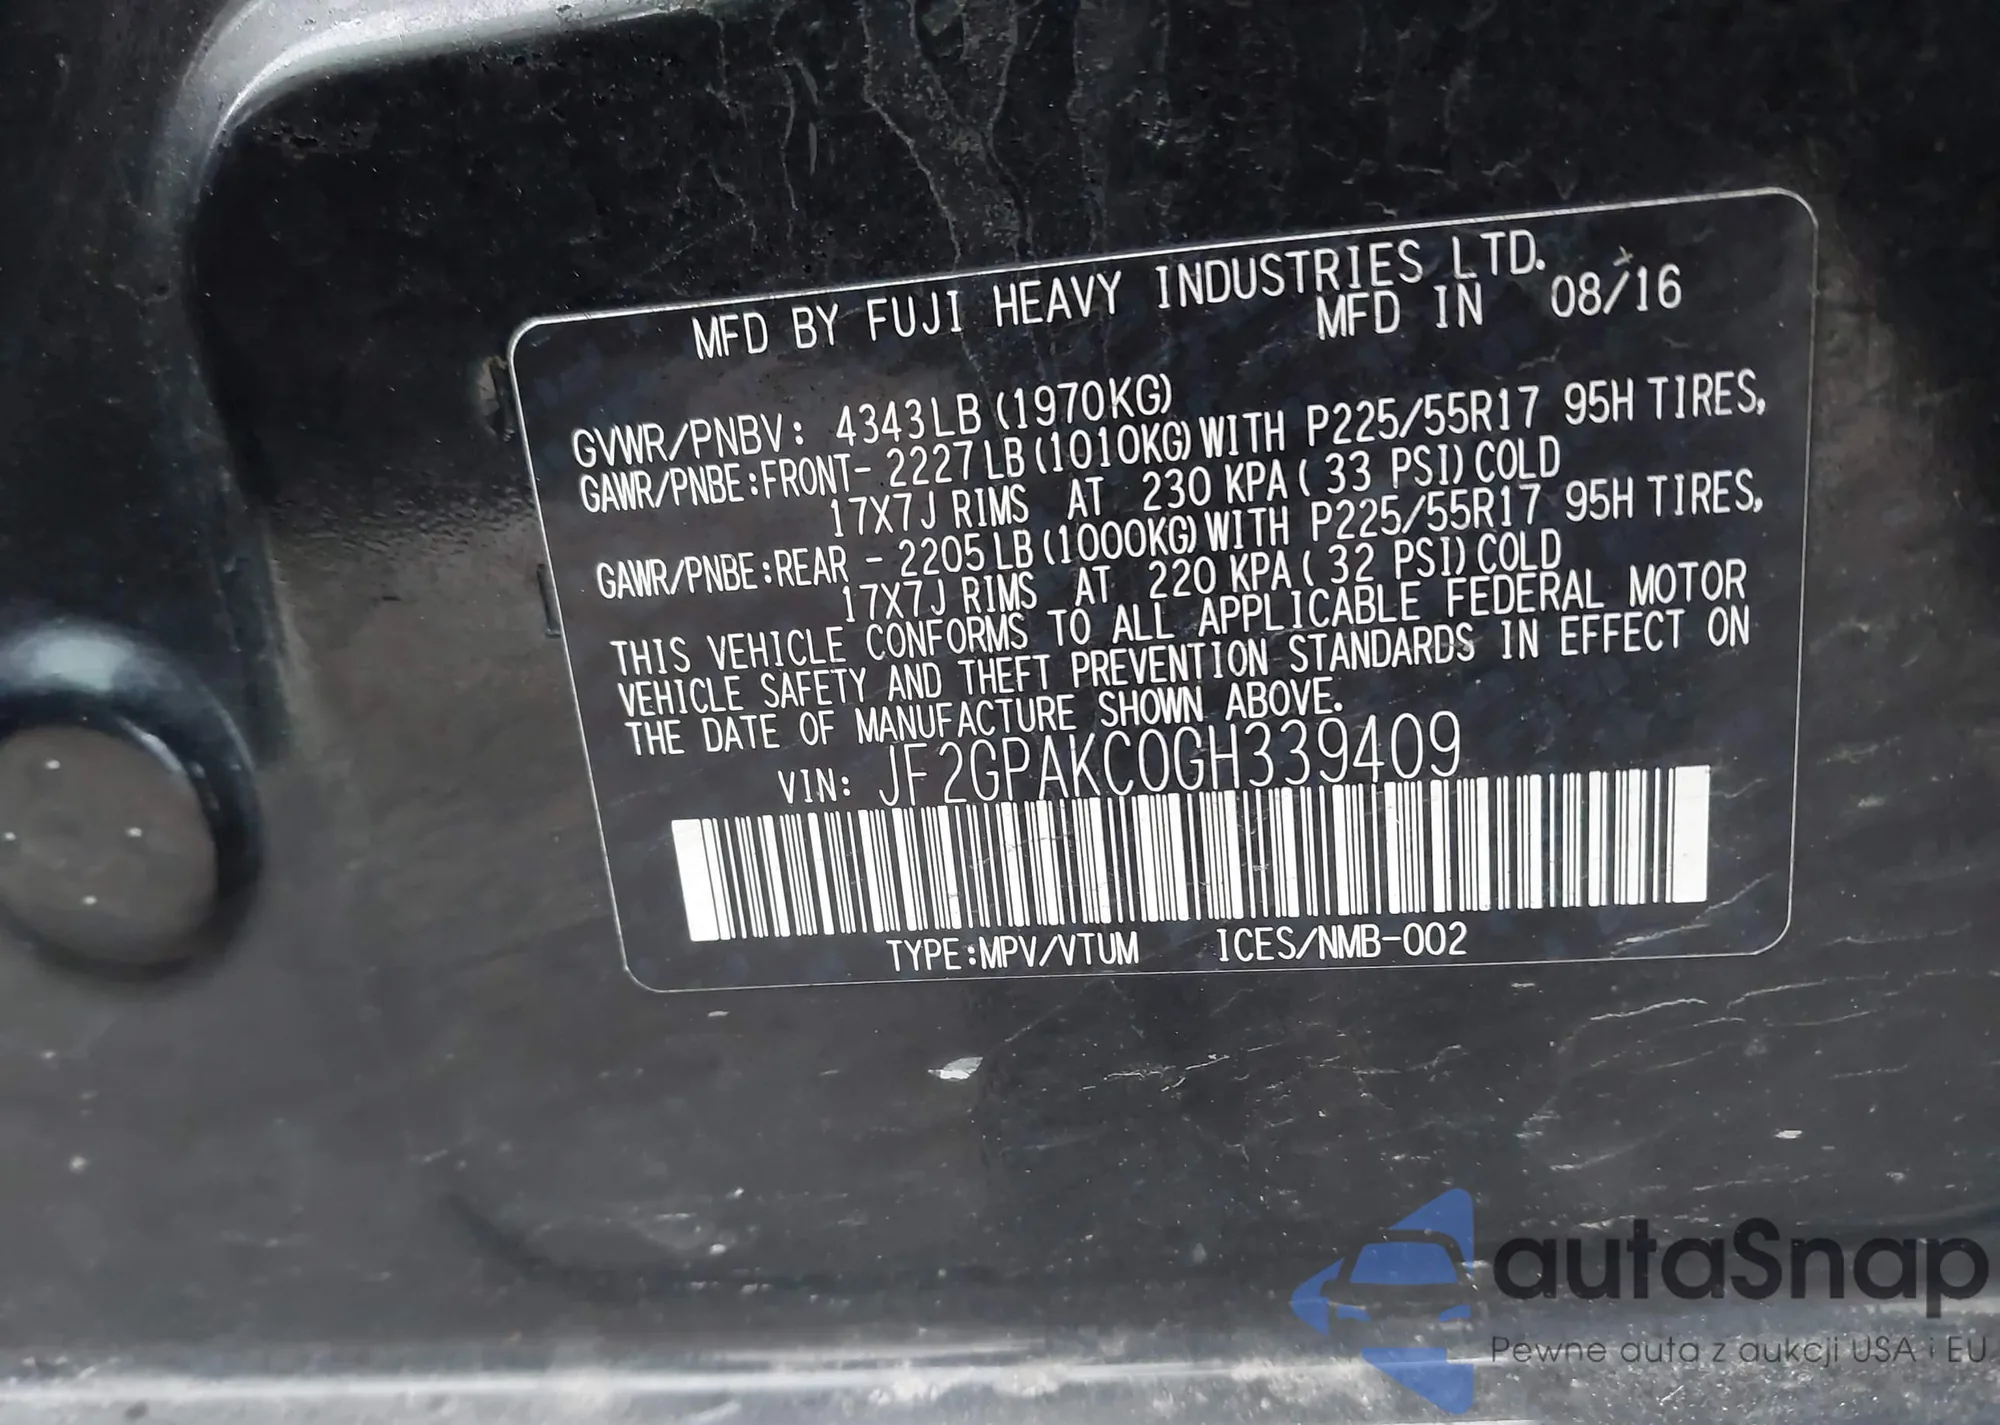 MFD BY FUJI HEAVY INDUSTRIES LTD.
MFD IN 08/16
GVWR/PNBV: 4343LB(1970KG)
GAWR/PNBE:FRONT- 2227LB(1010KG)WITH P225/55R17 95H TIRES,
17X7J RIMS AT 230 KPA( 33 PSI)COLD
GAWR/PNBE:REAR - 2205LB(1000KG)WITH P225/55R17 95H TIRES,
17X7J RIMS AT 220 KPA( 32 PSI)COLD
THIS VEHICLE CONFORMS TO ALL APPLICABLE FEDERAL MOTOR
VEHICLE SAFETY AND THEFT PREVENTION STANDARDS IN EFFECT ON
THE DATE OF MANUFACTURE SHOWN ABOVE.
VIN: JF2GPAKC0GH339409
TYPE:MPV/VTUM ICES/NMB-002
autaSnap
Pewne auta z aukcji USA i EU